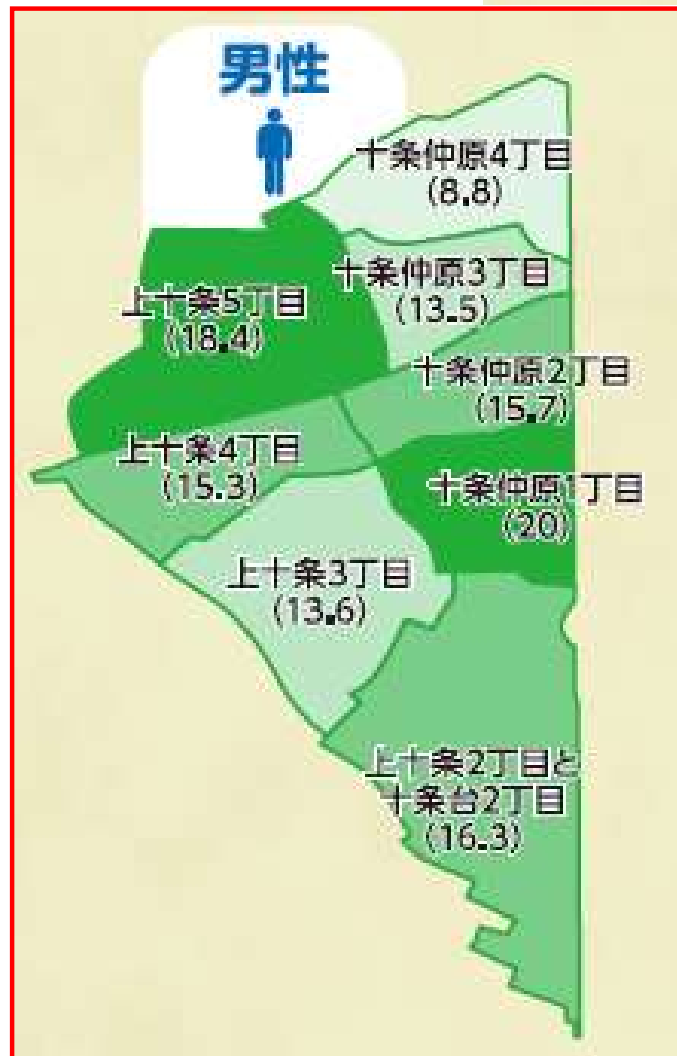 男性
十条仲原4丁目
(8.8)
十条仲原3丁目
(13.5)
上十条5丁目
(18.4)
十条仲原2丁目
(15.7)
上十条4丁目
(15.3)
十条仲原1丁目
(20)
上十条3丁目
(13.6)
上十条2丁目と
十条台2丁目
(16.3)